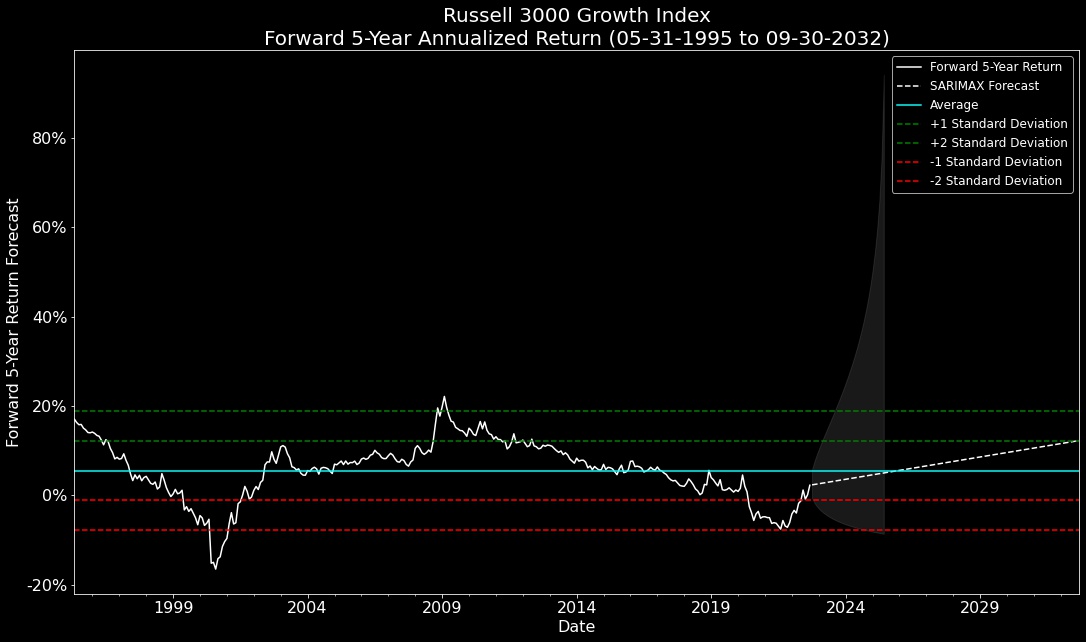 Russell 3000 Growth Index
Forward 5-Year Annualized Return (05-31-1995 to 09-30-2032)
Forward 5-Year Return
SARIMAX Forecast
Average
+1 Standard Deviation
+2 Standard Deviation
-1 Standard Deviation
-2 Standard Deviation
Forward 5-Year Return Forecast
80%
60%
40%
20%
0%
-20%
1999
2004
2009
2014
2019
2024
2029
Date